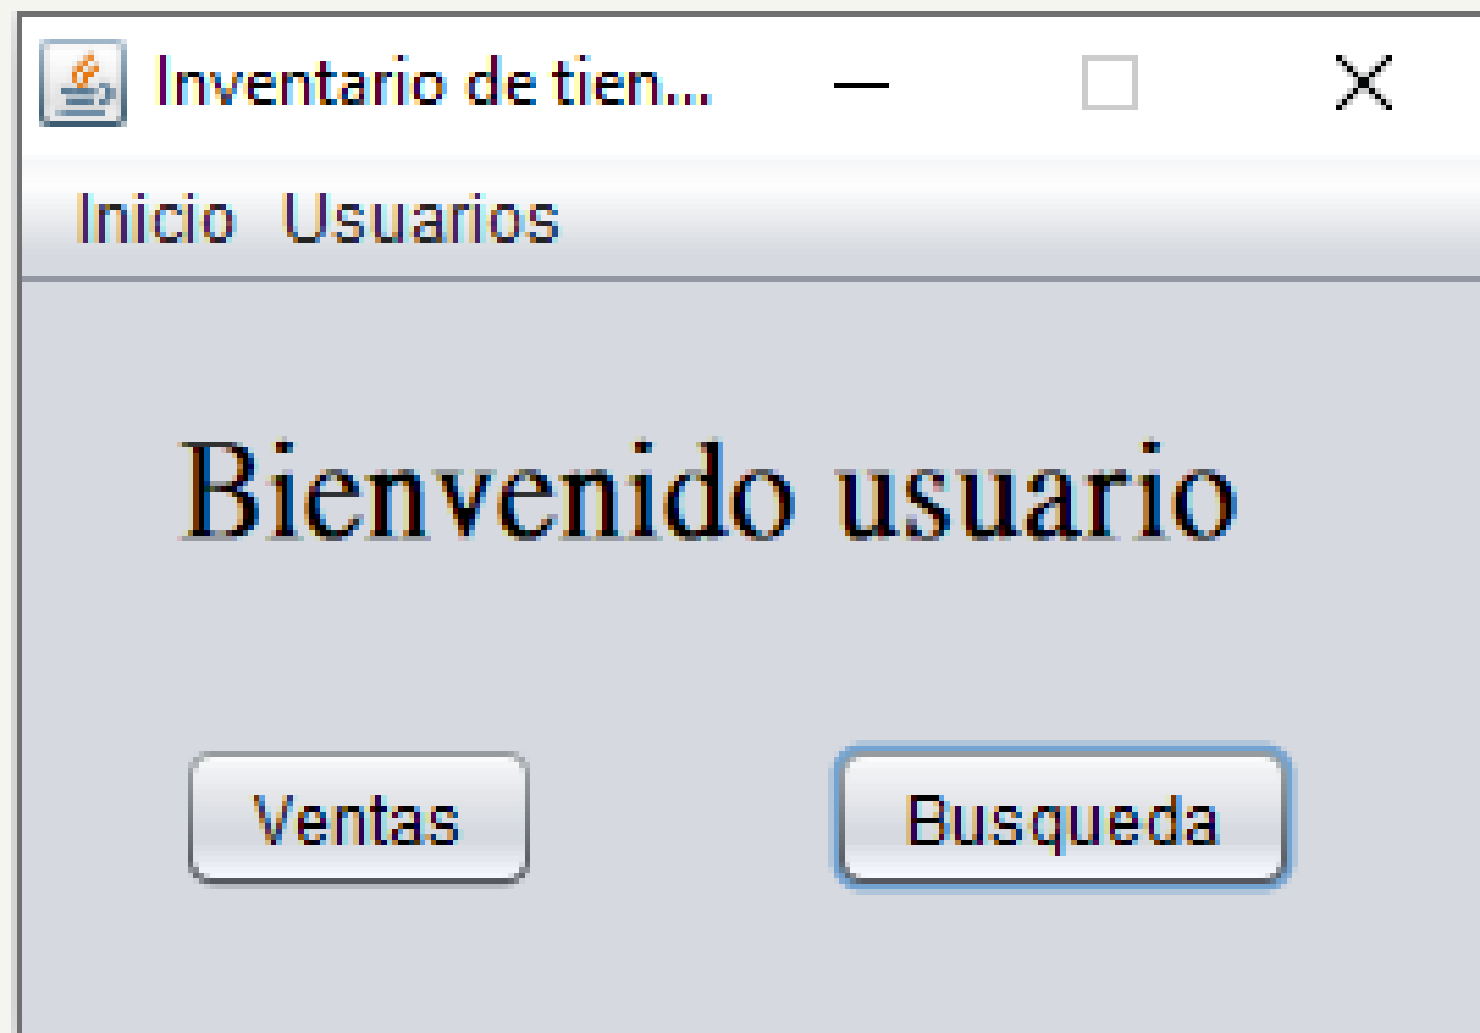 Inventario de tien...
Inicio Usuarios
Bienvenido usuario
Ventas Busqueda